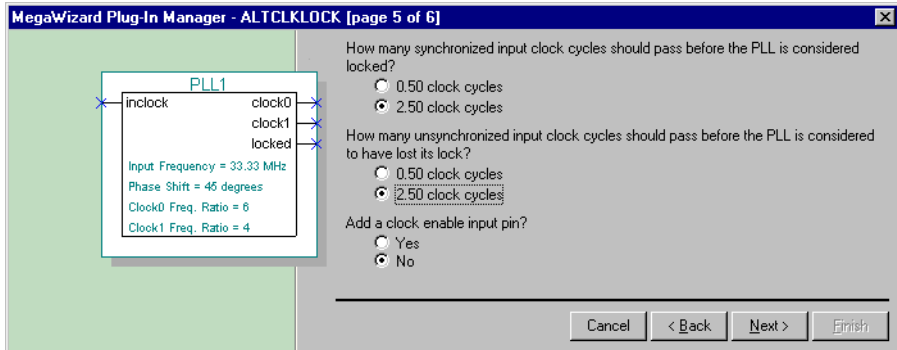 MegaWizard Plug-In Manager - ALTCLKLOCK [page 5 of 6]
PLL1
inclock
clock0
clock1
locked
Input Frequency = 33.33 MHz
Phase Shift = 45 degrees
Clock0 Freq. Ratio = 6
Clock1 Freq. Ratio = 4
How many synchronized input clock cycles should pass before the PLL is considered
locked?
0.50 clock cycles
2.50 clock cycles
How many unsynchronized input clock cycles should pass before the PLL is considered
to have lost its lock?
0.50 clock cycles
2.50 clock cycles
Add a clock enable input pin?
Yes
No
Cancel
< Back
Next >
Finish